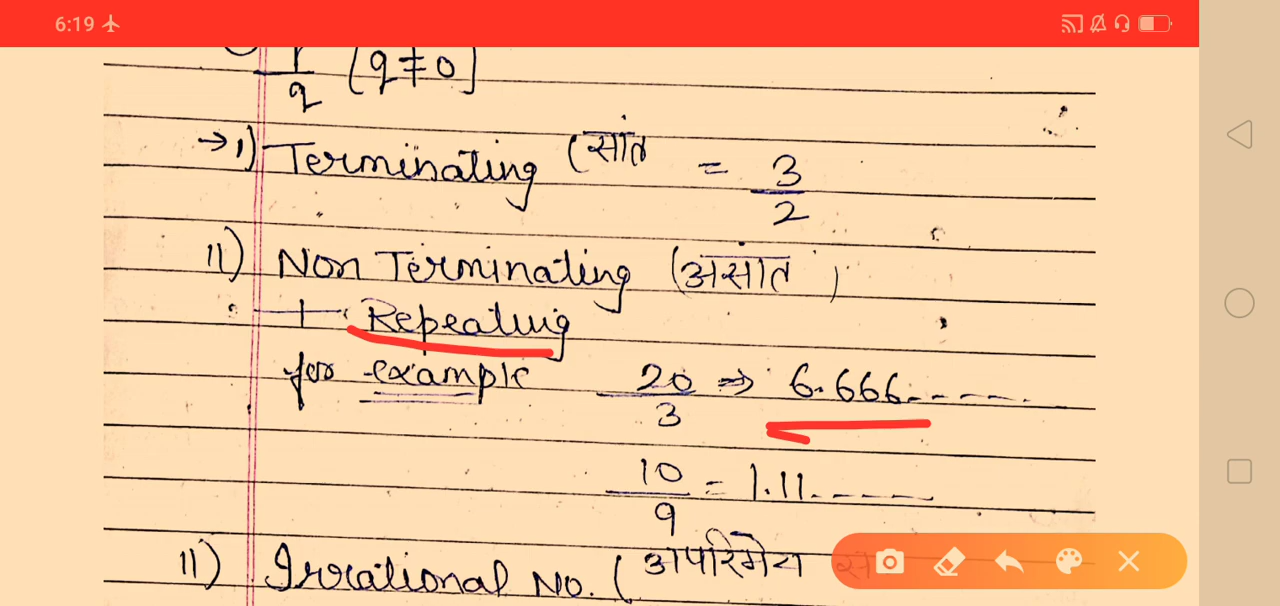 6:19
q (q≠0)
→ i) Terminating (सांत = 3/2
II) Non Terminating (असांत)
+ Repeating
for example 20/3 ⇒ 6.666------
10/9 = 1.11.----
II) Irrational No. (अपरिमेय